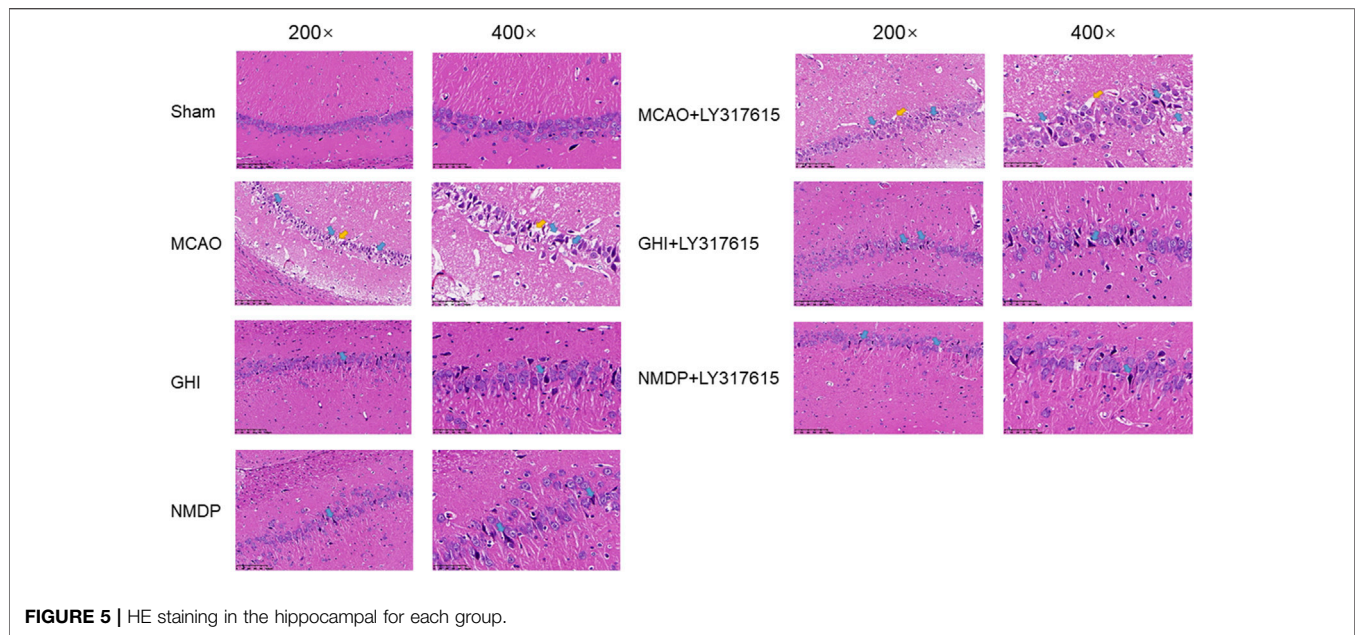 200×
400×
200×
400×
Sham
MCAO+LY317615
MCAO
GHI+LY317615
GHI
NMDP+LY317615
NMDP
FIGURE 5 | HE staining in the hippocampal for each group.